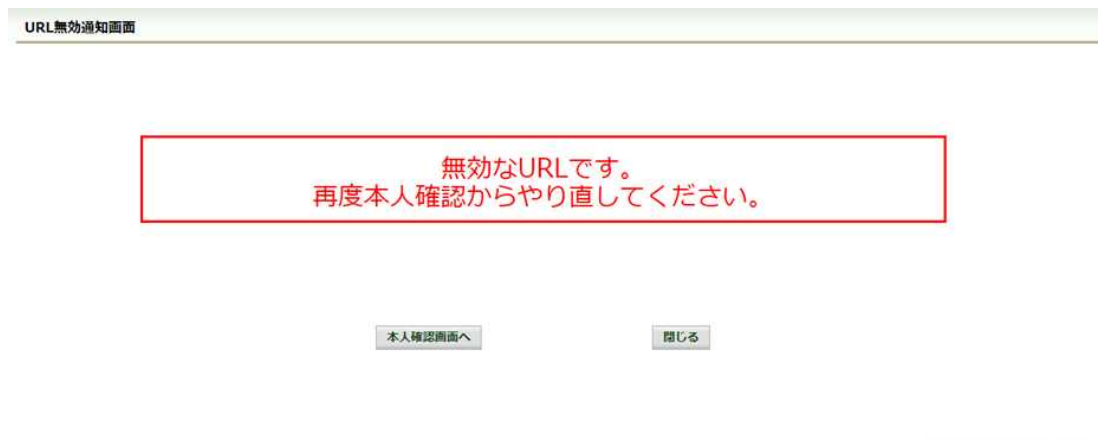 URL無効通知画面
無効なURLです。
再度本人確認からやり直してください。
本人確認画面へ
閉じる